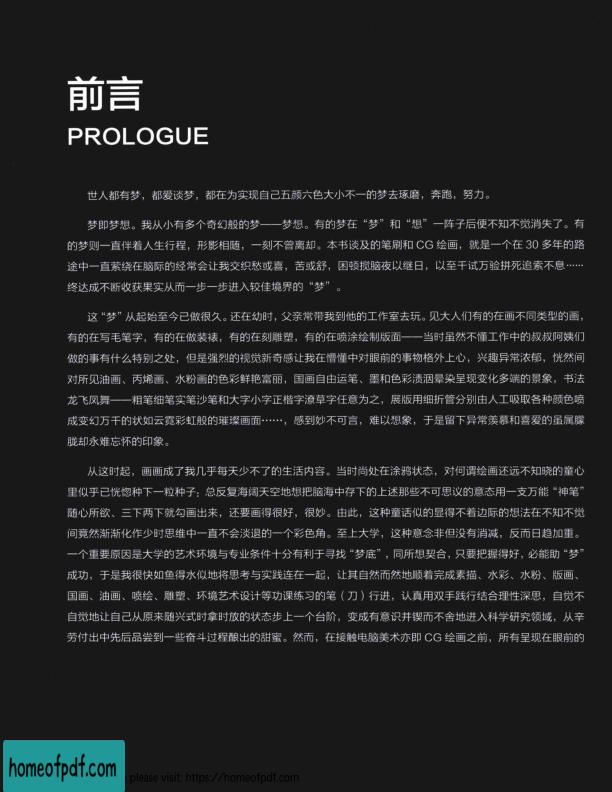 前言
PROLOGUE
世人都有梦，都爱谈梦，都在为实现自己五颜六色大小不一的梦去琢磨，奔跑，努力。
梦即梦想。我从小有多个奇幻般的梦——梦想。有的梦在“梦”和“想”一阵子后便不知不觉消失了。有
的梦则一直伴着人生行程，形影相随，一刻不曾离却。本书谈及的笔刷和 CG 绘画，就是一个在 30 多年的路
途中一直萦绕在脑际的经常会让我交织愁或喜，苦或舒，困顿搅脑夜以继日，以至千试万验拼死追索不息……
终达成不断收获果实从而一步一步进入较佳境界的“梦”。
这“梦”从起始至今已做很久。还在幼时，父亲常带我到他的工作室去玩。见大人们有的在画不同类型的画，
有的在写毛笔字，有的在做装裱，有的在刻雕塑，有的在喷涂绘制版面——当时虽然不懂工作中的叔叔阿姨们
做的事有什么特别之处，但是强烈的视觉新奇感让我在懵懂中对眼前的事物格外上心，兴趣异常浓郁，恍然间
对所见油画、丙烯画、水粉画的色彩鲜艳富丽，国画自由运笔、墨和色彩渍洇晕染呈现变化多端的景象，书法
龙飞凤舞——粗笔细笔实笔沙笔和大字小字正楷字潦草字任意为之，展版用细折管分别由人工吸取各种颜色喷
成变幻万千的状如云霓彩虹般的璀璨画面……，感到妙不可言，难以想象，于是留下异常羡慕和喜爱的虽属朦
胧却永难忘怀的印象。
从这时起，画画成了我几乎每天少不了的生活内容。当时尚处在涂鸦状态，对何谓绘画还远不知晓的童心
里似乎已恍惚种下一粒种子；总反复海阔天空地想把脑海中存下的上述那些不可思议的意态用一支万能“神笔”
随心所欲、三下两下就勾画出来，还要画得很好，很妙。由此，这种童话似的显得不着边际的想法在不知不觉
间竟然渐渐化作少时思维中一直不会淡退的一个彩色角。至上大学，这种意念非但没有消减，反而日趋加重。
一个重要原因是大学的艺术环境与专业条件十分有利于寻找“梦底”，同所想契合，只要把握得好，必能助“梦”
成功，于是我很快如鱼得水似地将思考与实践连在一起，让其自然而然地顺着完成素描、水彩、水粉、版画、
国画、油画、喷绘、雕塑、环境艺术设计等功课练习的笔（刀）行进，认真用双手践行结合理性深思，自觉不
自觉地让自己从原来随兴式时拿时放的状态步上一个台阶，变成有意识并锲而不舍地进入科学研究领域，从辛
劳付出中先后品尝到一些奋斗过程酿出的甜蜜。然而，在接触电脑美术亦即 CG 绘画之前，所有呈现在眼前的
homeofpdf.com
please visit: https://homeofpdf.com